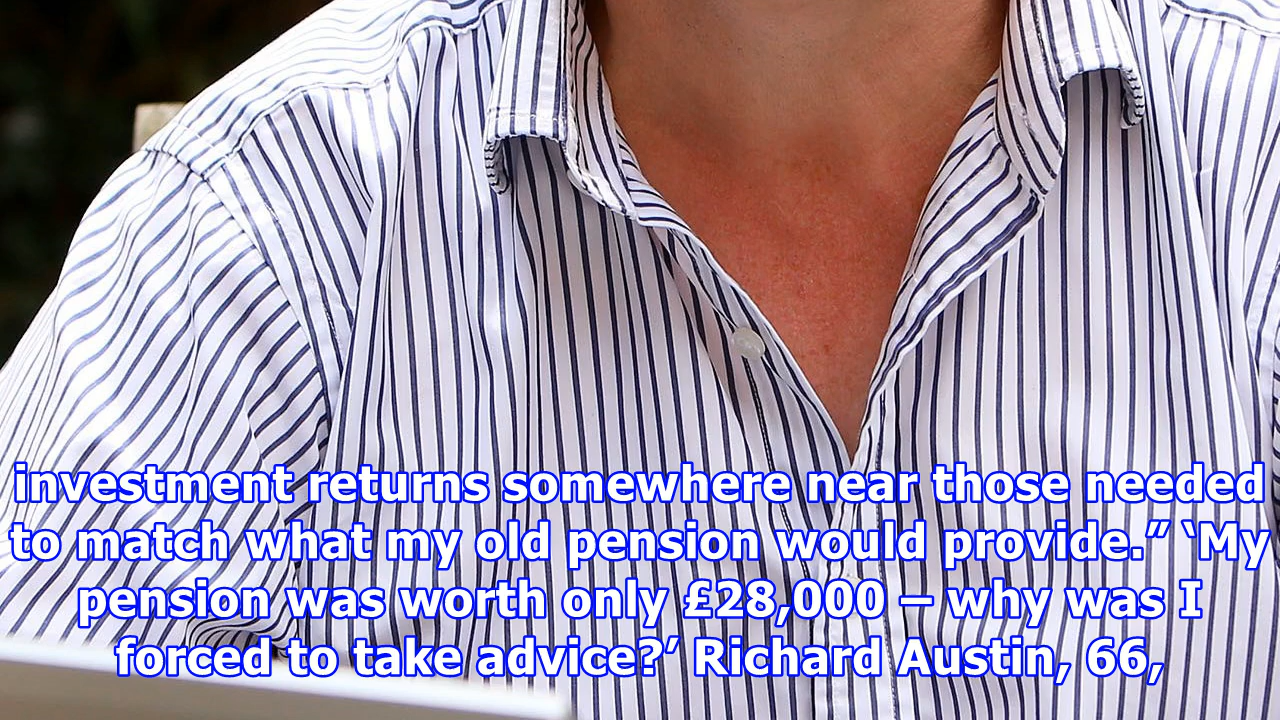 investment returns somewhere near those needed
to match what my old pension would provide.” ‘My
pension was worth only £28,000 – why was I
forced to take advice?’ Richard Austin, 66,